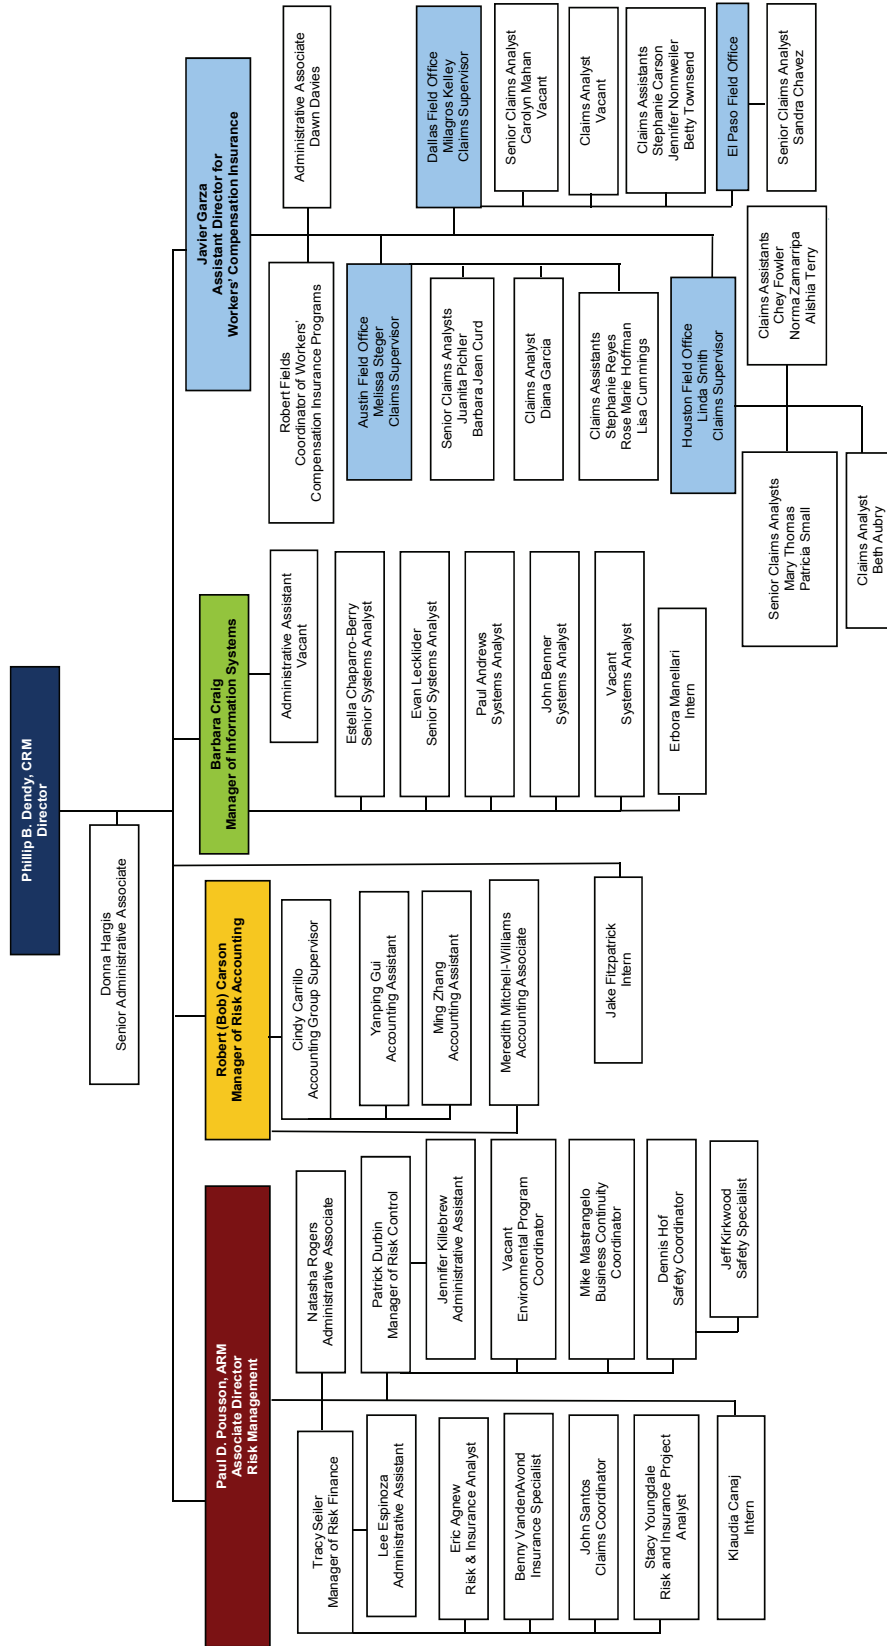 Phillip B. Dendy, CRM
Director
Donna Hargis
Senior Administrative Associate
Paul D. Pousson, ARM
Associate Director
Risk Management
Natasha Rogers
Administrative Associate
Tracy Seiler
Manager of Risk Finance
Lee Espinoza
Administrative Assistant
Eric Agnew
Risk & Insurance Analyst
Benny VandenAvond
Insurance Specialist
John Santos
Claims Coordinator
Stacy Youngdale
Risk and Insurance Project
Analyst
Klaudia Canaj
Intern
Patrick Durbin
Manager of Risk Control
Jennifer Killebrew
Administrative Assistant
Vacant
Environmental Program
Coordinator
Mike Mastrangelo
Business Continuity
Coordinator
Dennis Hof
Safety Coordinator
Jeff Kirkwood
Safety Specialist
Robert (Bob) Carson
Manager of Risk Accounting
Cindy Carrillo
Accounting Group Supervisor
Yanping Gui
Accounting Assistant
Ming Zhang
Accounting Assistant
Meredith Mitchell-Williams
Accounting Associate
Jake Fitzpatrick
Intern
Barbara Craig
Manager of Information Systems
Administrative Assistant
Vacant
Estella Chaparro-Berry
Senior Systems Analyst
Evan Lecklider
Senior Systems Analyst
Paul Andrews
Systems Analyst
John Benner
Systems Analyst
Vacant
Systems Analyst
Erbora Manellari
Intern
Javier Garza
Assistant Director for
Workers' Compensation Insurance
Administrative Associate
Dawn Davies
Robert Fields
Coordinator of Workers'
Compensation Insurance Programs
Austin Field Office
Melissa Steger
Claims Supervisor
Senior Claims Analysts
Juanita Pichler
Barbara Jean Curd
Claims Analyst
Diana Garcia
Claims Assistants
Stephanie Reyes
Rose Marie Hoffman
Lisa Cummings
Dallas Field Office
Milagros Kelley
Claims Supervisor
Senior Claims Analyst
Carolyn Mahan
Vacant
Claims Analyst
Vacant
Claims Assistants
Stephanie Carson
Jennifer Nonnweiler
Betty Townsend
El Paso Field Office
Senior Claims Analyst
Sandra Chavez
Houston Field Office
Linda Smith
Claims Supervisor
Senior Claims Analysts
Mary Thomas
Patricia Small
Claims Assistants
Chey Fowler
Norma Zamarripa
Alishia Terry
Claims Analyst
Beth Aubry